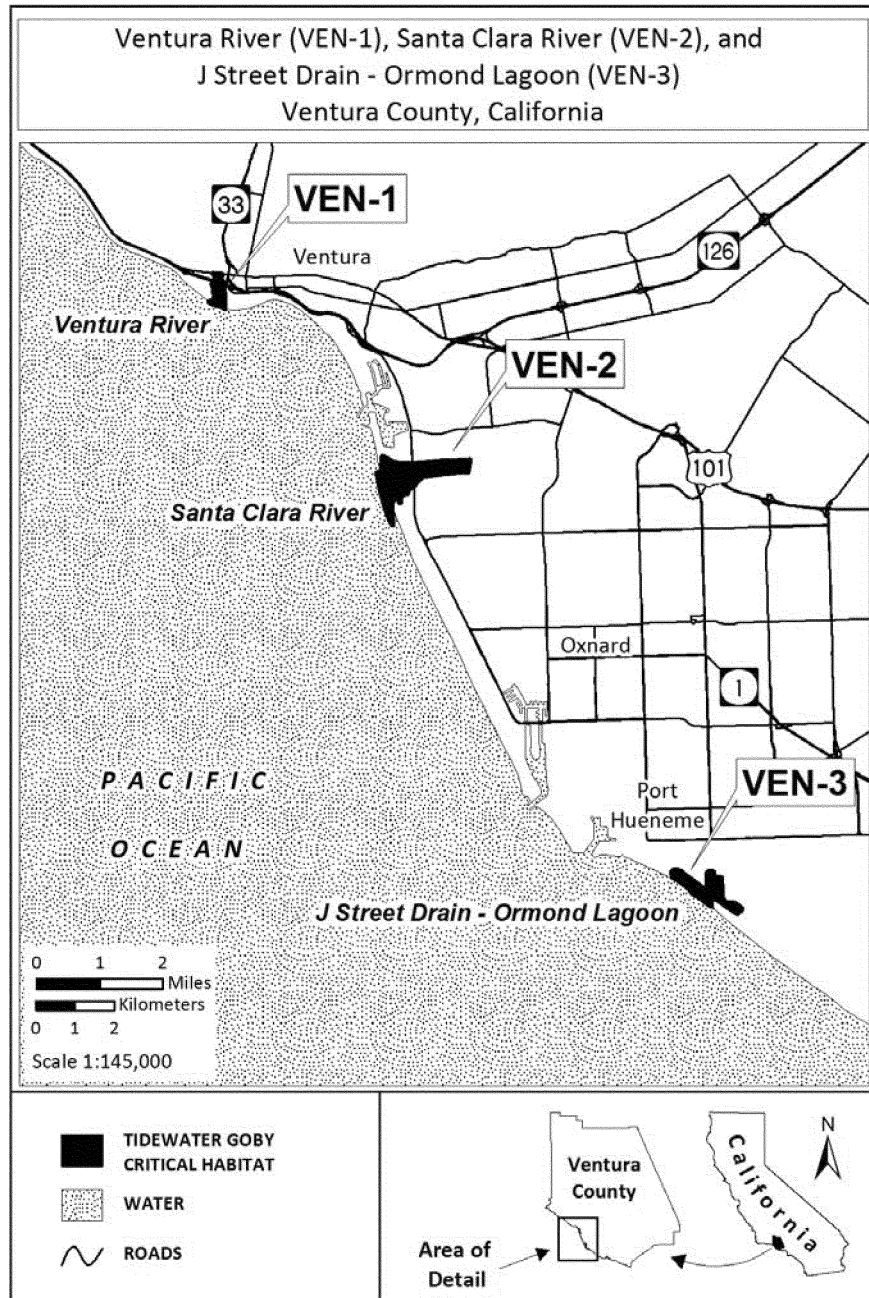 Ventura River (VEN-1), Santa Clara River (VEN-2), and
J Street Drain - Ormond Lagoon (VEN-3)
Ventura County, California
33
VEN-1
Ventura
126
Ventura River
VEN-2
101
Santa Clara River
Oxnard
1
PACIFIC
OCEAN
Port
Hueneme
VEN-3
J Street Drain - Ormond Lagoon
0 1 2
Miles
Kilometers
0 1 2
Scale 1:145,000
TIDEWATER GOBY
CRITICAL HABITAT
WATER
ROADS
Ventura
County
Area of
Detail
California
N